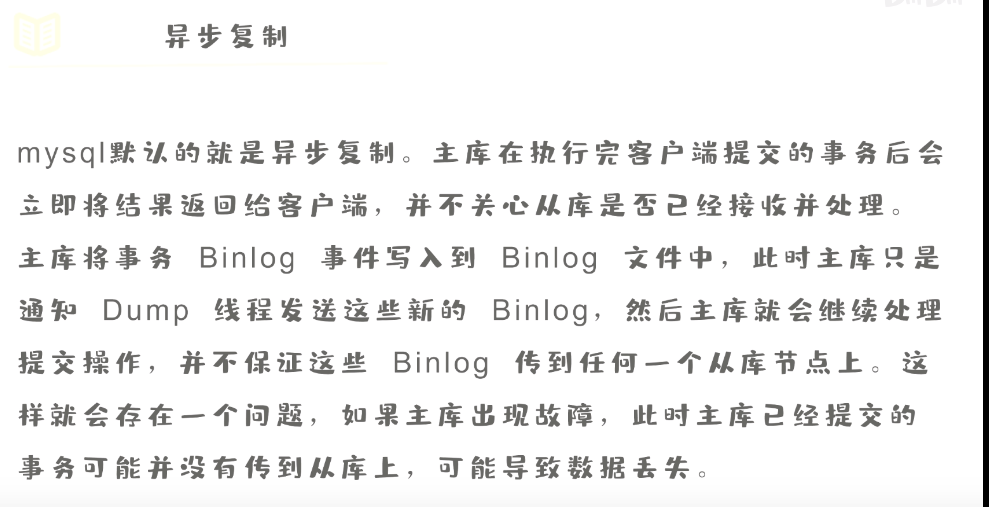 异步复制
mysql默认的就是异步复制。主库在执行完客户端提交的事务后会
立即将结果返回给客户端，并不关心从库是否已经接收并处理。
主库将事务 Binlog 事件写入到 Binlog 文件中，此时主库只是
通知 Dump 线程发送这些新的 Binlog，然后主库就会继续处理
提交操作，并不保证这些 Binlog 传到任何一个从库节点上。这
样就会存在一个问题，如果主库出现故障，此时主库已经提交的
事务可能并没有传到从库上，可能导致数据丢失。